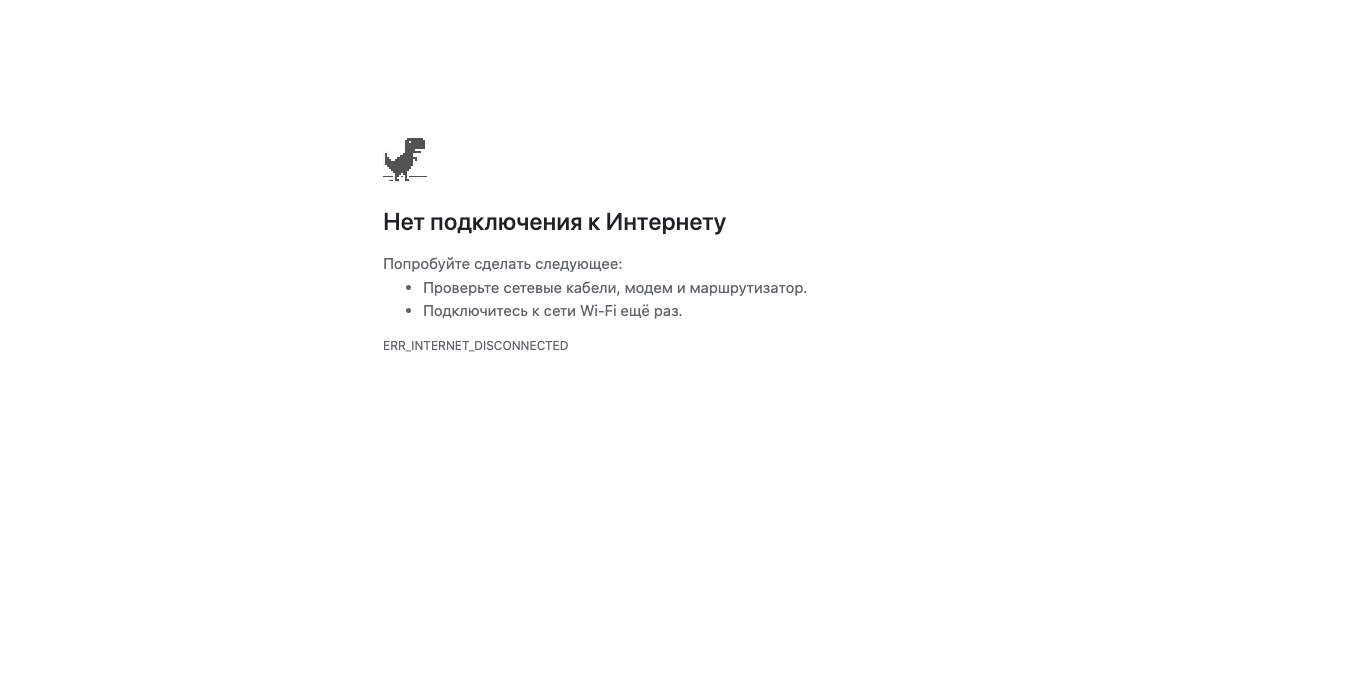 Нет подключения к Интернету
Попробуйте сделать следующее:
• Проверьте сетевые кабели, модем и маршрутизатор.
• Подключитесь к сети Wi-Fi ещё раз.
ERR_INTERNET_DISCONNECTED